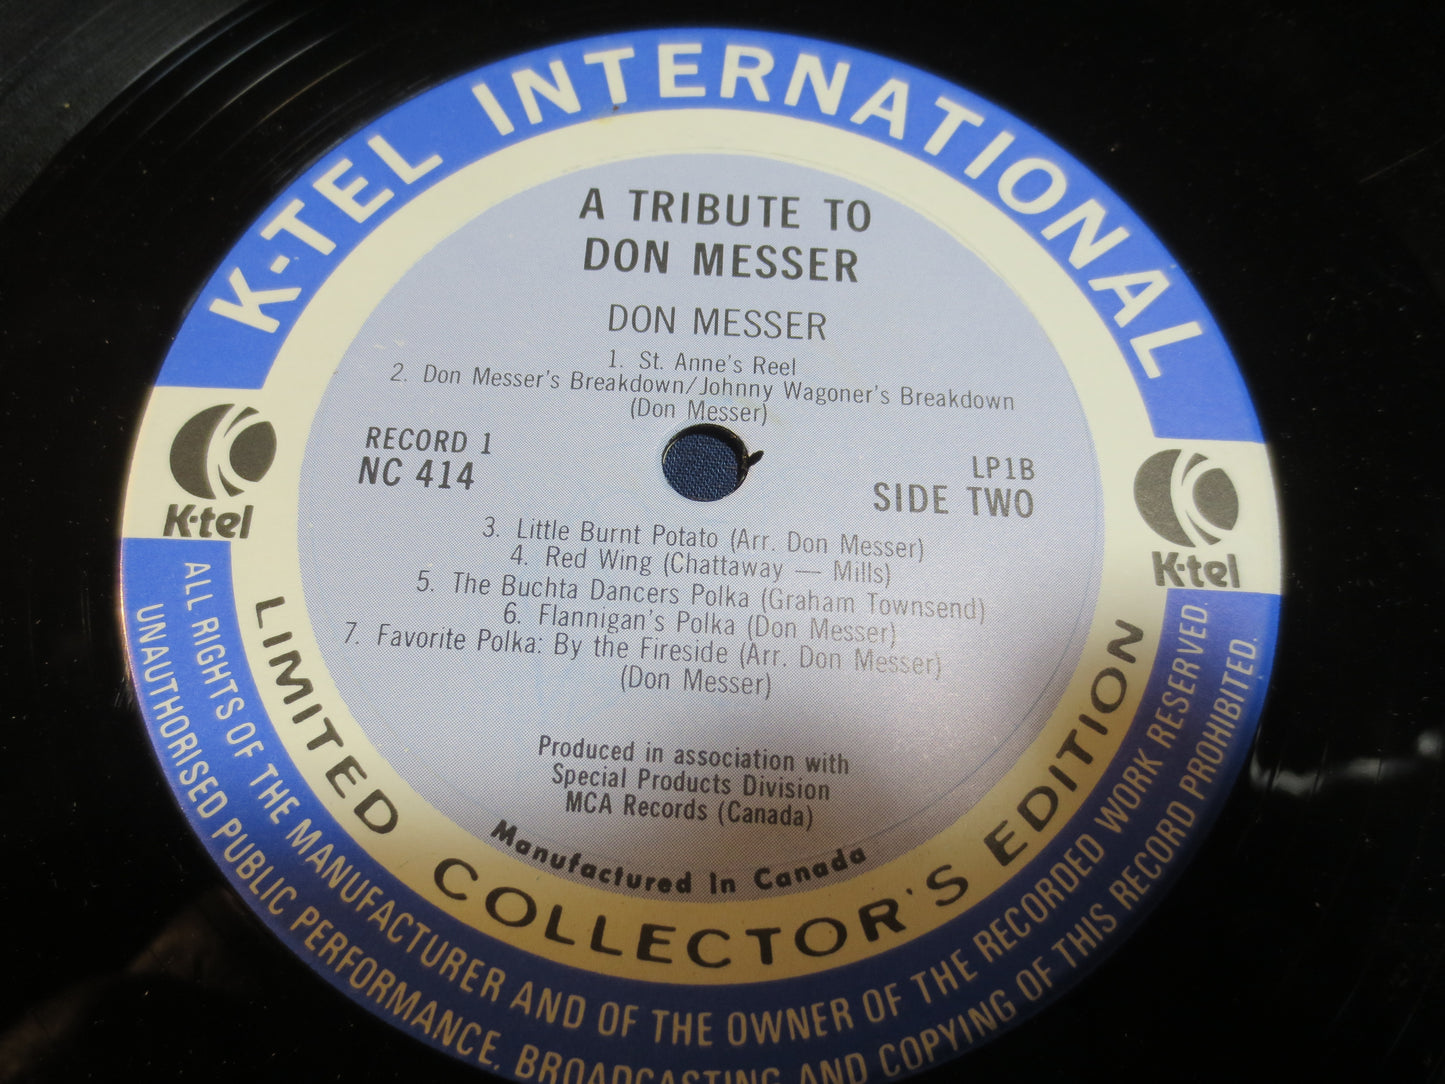 K-TEL INTERNATIONAL
A TRIBUTE TO
DON MESSER
DON MESSER
1. St. Anne's Reel
2. Don Messer's Breakdown/Johnny Wagoner's Breakdown
(Don Messer)
RECORD 1
NC 414
LP1B
SIDE TWO
K-tel
K-tel
3. Little Burnt Potato (Arr. Don Messer)
4. Red Wing (Chattaway — Mills)
5. The Buchta Dancers Polka (Graham Townsend)
6. Flannigan's Polka (Don Messer)
7. Favorite Polka: By the Fireside (Arr. Don Messer)
(Don Messer)
Produced in association with
Special Products Division
MCA Records (Canada)
Manufactured In Canada
LIMITED COLLECTOR'S EDITION
ALL RIGHTS OF THE MANUFACTURER AND OF THE OWNER OF THE RECORDED WORK RESERVED.
UNAUTHORISED PUBLIC PERFORMANCE, BROADCASTING AND COPYING OF THIS RECORD PROHIBITED.